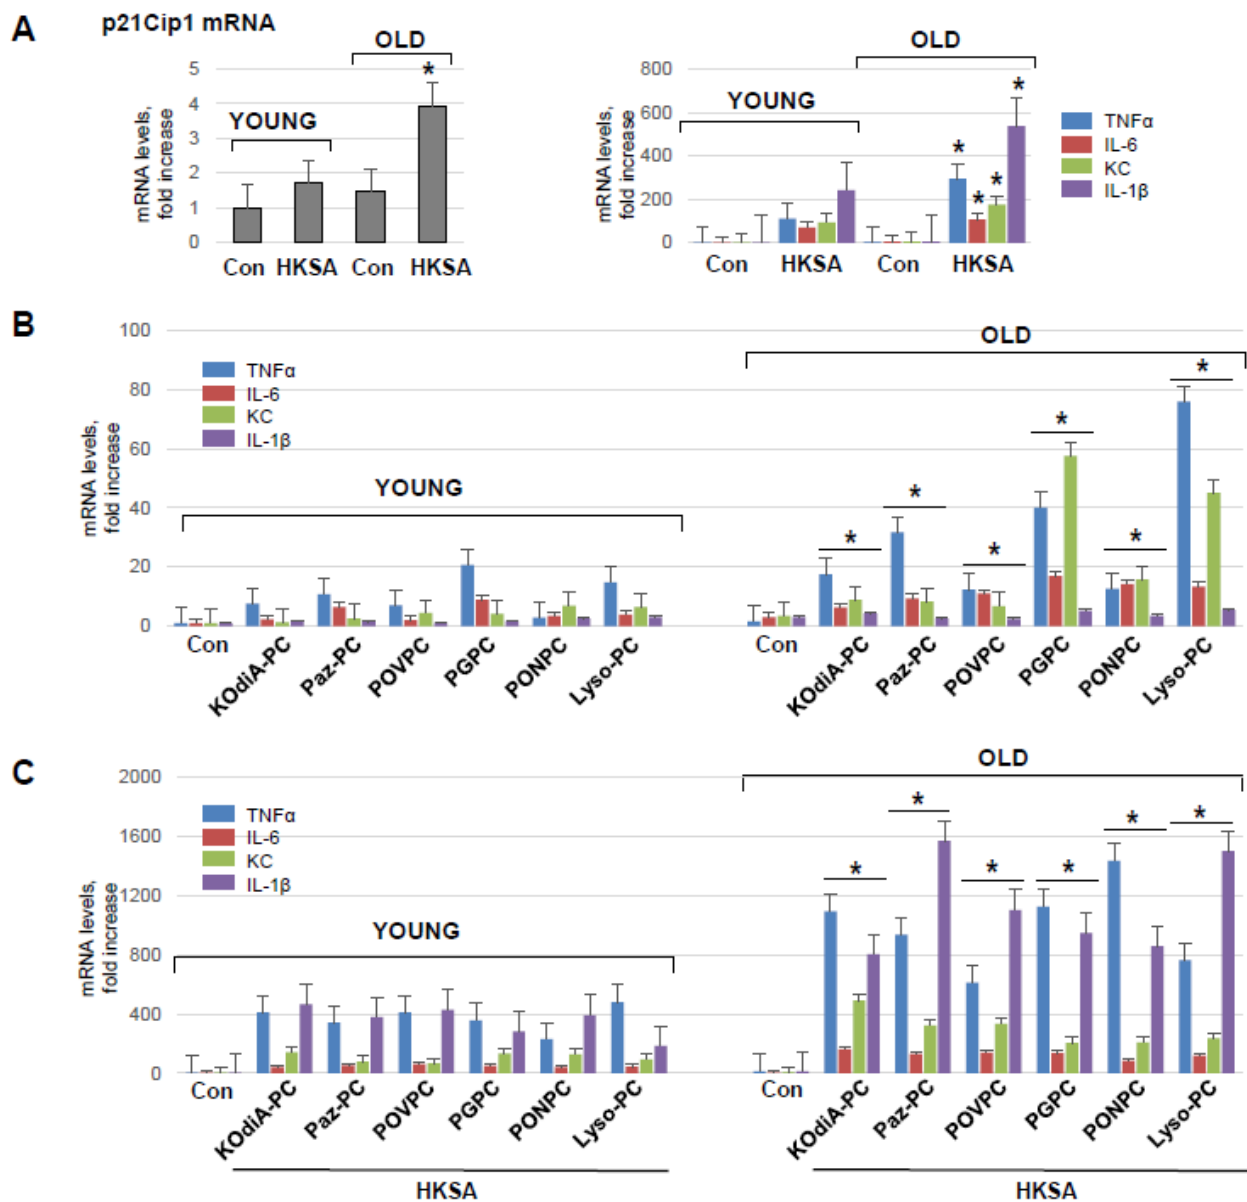 A
p21Cip1 mRNA
mRNA levels,
fold increase
5
4
3
2
1
0
YOUNG
OLD
*
Con HKSA Con HKSA
mRNA levels,
fold increase
800
600
400
200
0
YOUNG
OLD
* * * *
Con HKSA Con HKSA
TNFα
IL-6
KC
IL-1β
B
mRNA levels,
fold increase
100
80
60
40
20
0
TNFα
IL-6
KC
IL-1β
YOUNG
OLD
* * * * * *
Con KOdiA-PC Paz-PC POVPC PGPC PONPC Lyso-PC Con KOdiA-PC Paz-PC POVPC PGPC PONPC Lyso-PC
C
mRNA levels,
fold increase
2000
1600
1200
800
400
0
TNFα
IL-6
KC
IL-1β
YOUNG
OLD
* * * * * *
Con KOdiA-PC Paz-PC POVPC PGPC PONPC Lyso-PC Con KOdiA-PC Paz-PC POVPC PGPC PONPC Lyso-PC
HKSA HKSA